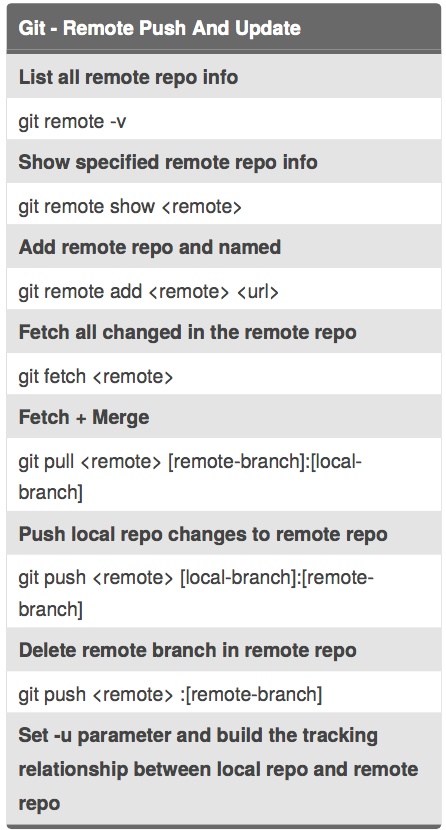 Git - Remote Push And Update
List all remote repo info
git remote -v
Show specified remote repo info
git remote show <remote>
Add remote repo and named
git remote add <remote> <url>
Fetch all changed in the remote repo
git fetch <remote>
Fetch + Merge
git pull <remote> [remote-branch]:[local-
branch]
Push local repo changes to remote repo
git push <remote> [local-branch]:[remote-
branch]
Delete remote branch in remote repo
git push <remote> :[remote-branch]
Set -u parameter and build the tracking
relationship between local repo and remote
repo